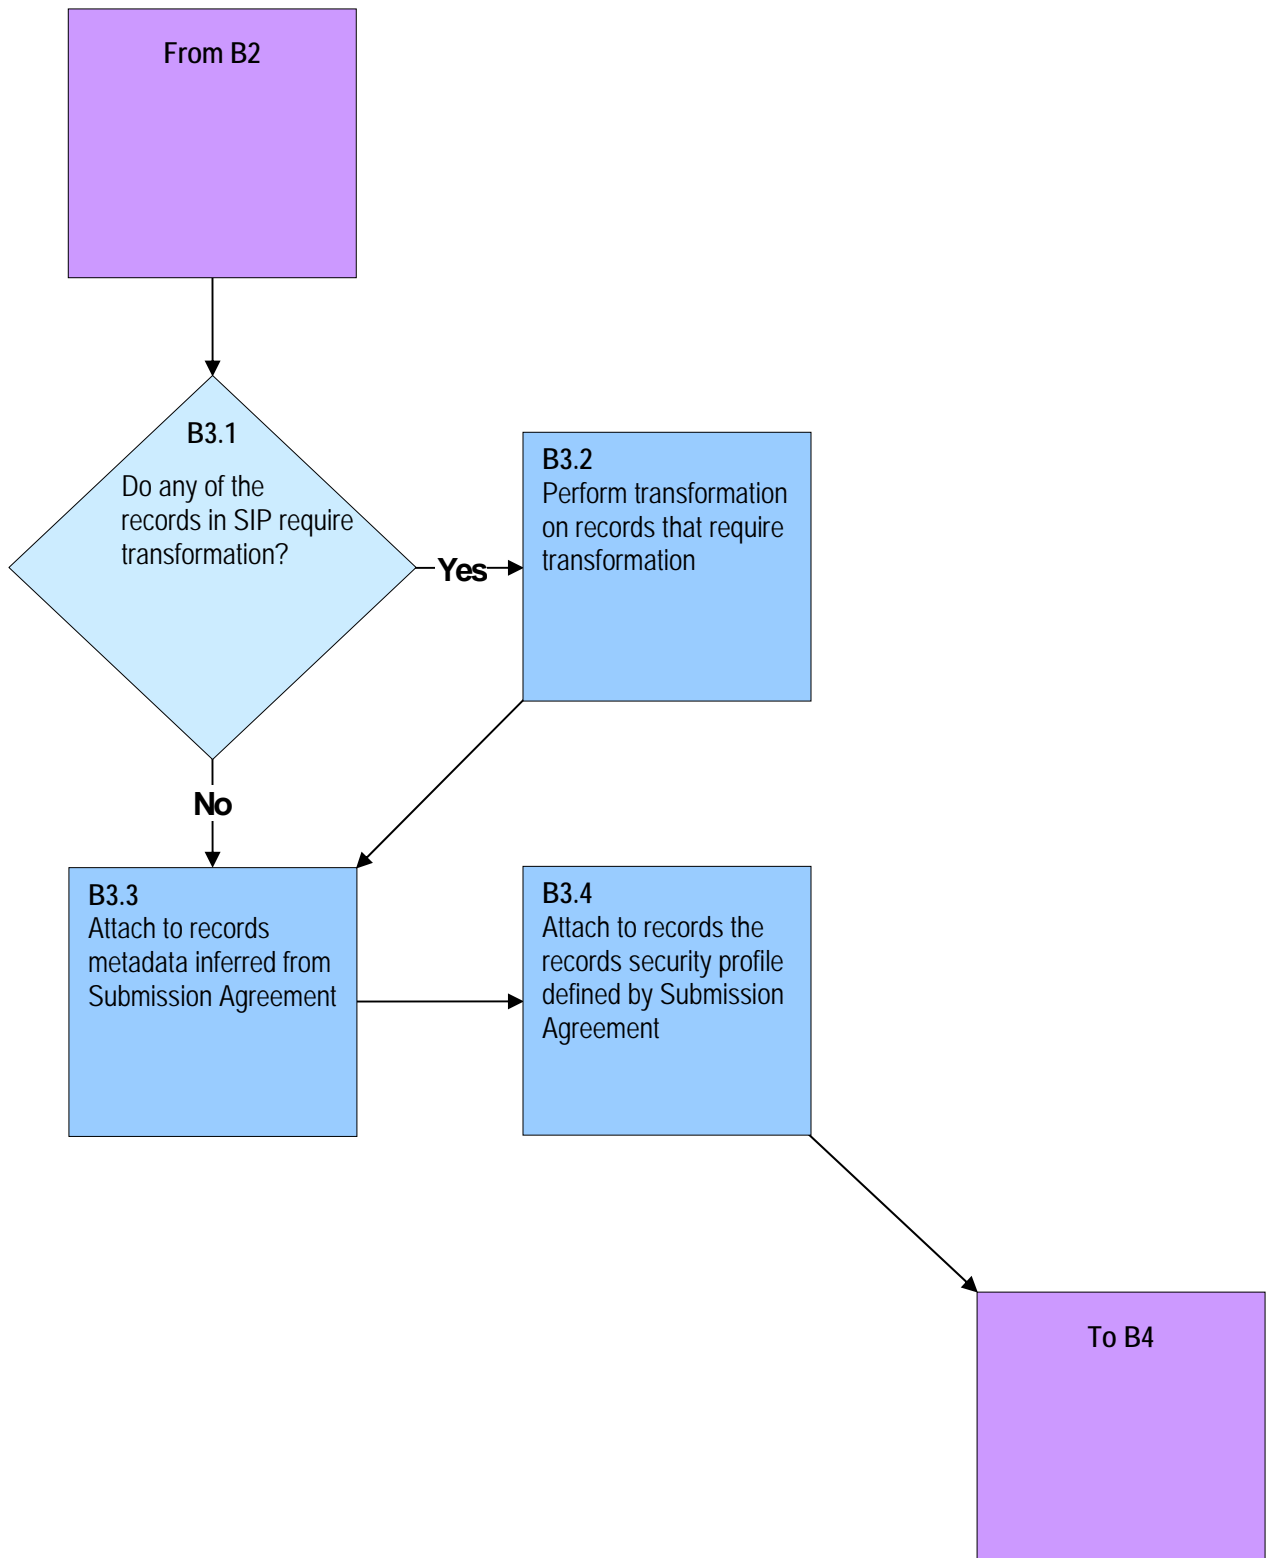 From B2
B3.1
Do any of the
records in SIP require
transformation?
Yes
B3.2
Perform transformation
on records that require
transformation
No
B3.3
Attach to records
metadata inferred from
Submission Agreement
B3.4
Attach to records the
records security profile
defined by Submission
Agreement
To B4